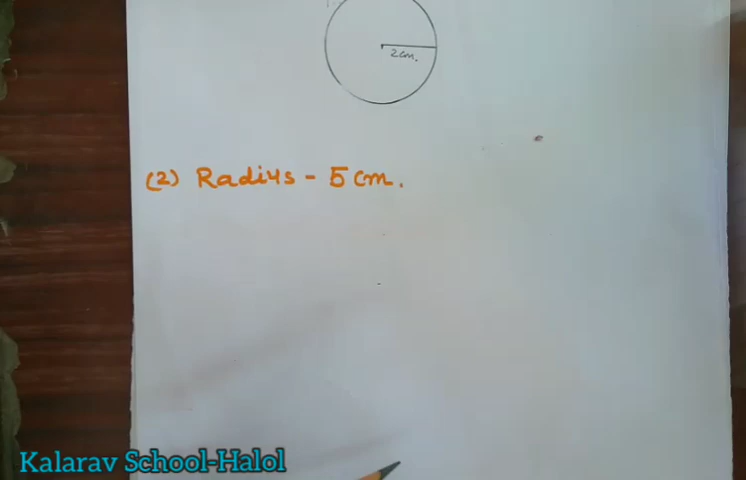 2cm.
(2) Radius - 5 cm.
Kalarav School-Halol